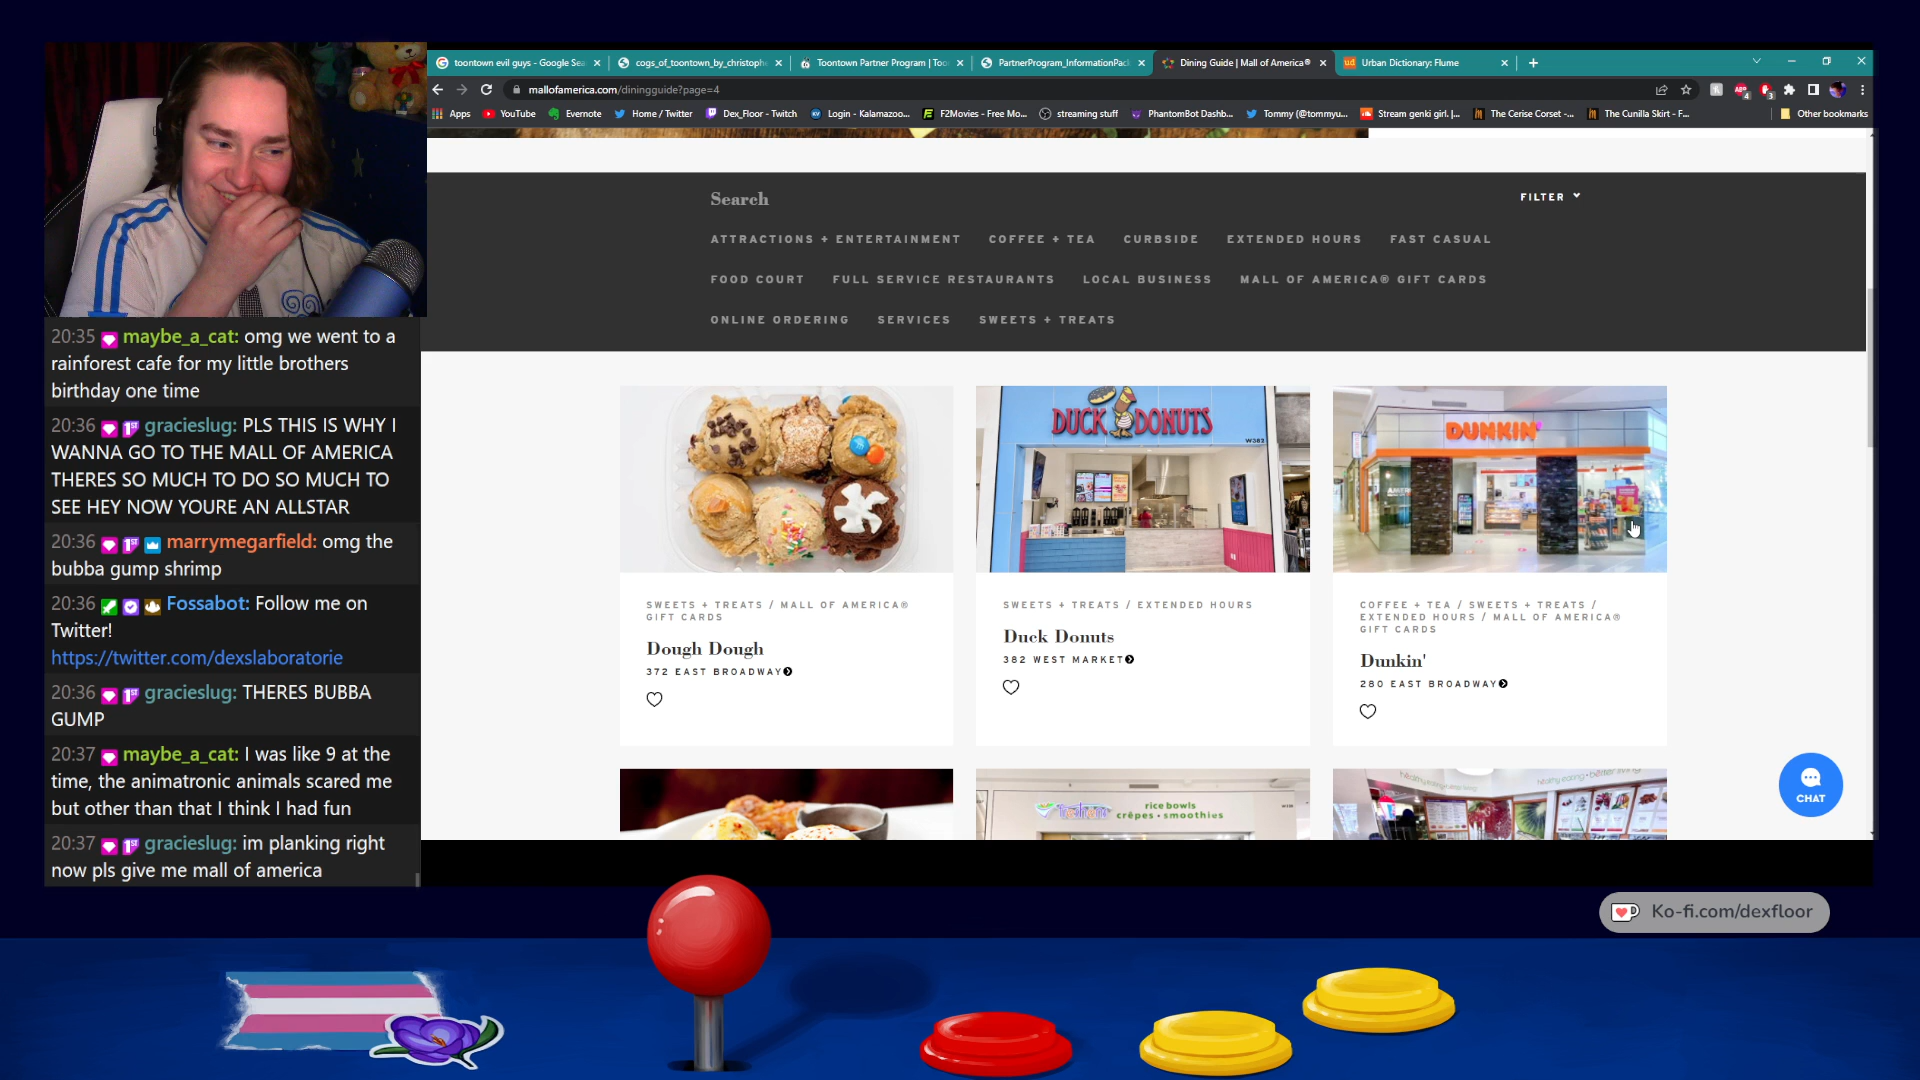 toontown evil guys - Google Sea
cogs_of_toontown_by_christophe
Toontown Partner Program | Too
PartnerProgram_InformationPac
Dining Guide | Mall of America®
Urban Dictionary: Flume
mallofamerica.com/diningguide?page=4
Apps
YouTube
Evernote
Home / Twitter
Dex_Floor - Twitch
Login - Kalamazoo...
F2Movies - Free Mo...
streaming stuff
PhantomBot Dashb...
Tommy (@tommyu...
Stream genki girl. |...
The Cerise Corset -...
The Cunilla Skirt - F...
Other bookmarks
Search
FILTER
ATTRACTIONS + ENTERTAINMENT COFFEE + TEA CURBSIDE EXTENDED HOURS FAST CASUAL
FOOD COURT FULL SERVICE RESTAURANTS LOCAL BUSINESS MALL OF AMERICA® GIFT CARDS
ONLINE ORDERING SERVICES SWEETS + TREATS
DUCK DONUTS
W382
DUNKIN'
SWEETS + TREATS / MALL OF AMERICA®
GIFT CARDS
Dough Dough
372 EAST BROADWAY
SWEETS + TREATS / EXTENDED HOURS
Duck Donuts
382 WEST MARKET
COFFEE + TEA / SWEETS + TREATS /
EXTENDED HOURS / MALL OF AMERICA®
GIFT CARDS
Dunkin'
280 EAST BROADWAY
rice bowls
crêpes • smoothies
healthy eating • better living
CHAT
20:35 maybe_a_cat: omg we went to a
rainforest cafe for my little brothers
birthday one time
20:36 gracieslug: PLS THIS IS WHY I
WANNA GO TO THE MALL OF AMERICA
THERES SO MUCH TO DO SO MUCH TO
SEE HEY NOW YOURE AN ALLSTAR
20:36 marrymegarfield: omg the
bubba gump shrimp
20:36 Fossabot: Follow me on
Twitter!
https://twitter.com/dexslaboratorie
20:36 gracieslug: THERES BUBBA
GUMP
20:37 maybe_a_cat: I was like 9 at the
time, the animatronic animals scared me
but other than that I think I had fun
20:37 gracieslug: im planking right
now pls give me mall of america
Ko-fi.com/dexfloor